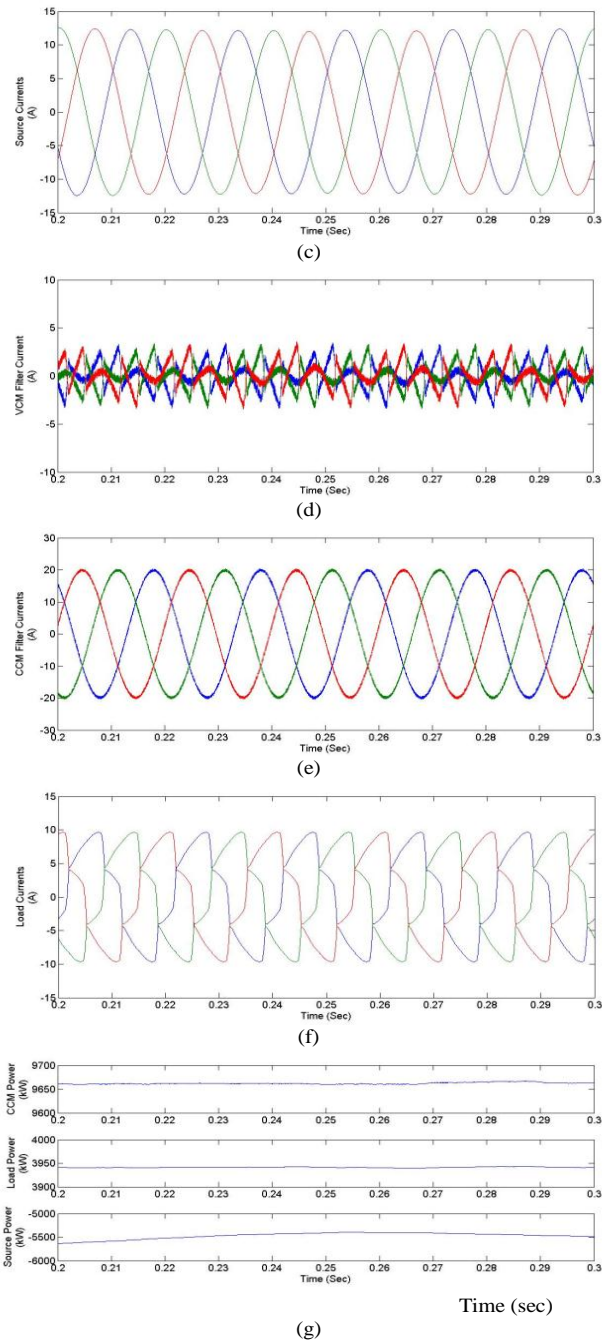 15
10
5
0
-5
-10
-15
Source Currents
(A)
0.2 0.21 0.22 0.23 0.24 0.25 0.26 0.27 0.28 0.29 0.3
Time (Sec)
(c)
10
5
0
-5
-10
VCM Filter Current
(A)
0.2 0.21 0.22 0.23 0.24 0.25 0.26 0.27 0.28 0.29 0.3
Time (Sec)
(d)
30
20
10
0
-10
-20
-30
CCM Filter Currents
(A)
0.2 0.21 0.22 0.23 0.24 0.25 0.26 0.27 0.28 0.29 0.3
Time (Sec)
(e)
15
10
5
0
-5
-10
-15
Load Currents
(A)
0.2 0.21 0.22 0.23 0.24 0.25 0.26 0.27 0.28 0.29 0.3
Time (Sec)
(f)
9700
9650
9600
CCM Power
(kW)
0.2 0.21 0.22 0.23 0.24 0.25 0.26 0.27 0.28 0.29 0.3
4000
3950
3900
Load Power
(kW)
0.2 0.21 0.22 0.23 0.24 0.25 0.26 0.27 0.28 0.29 0.3
-5000
-5500
-6000
Source Power
(kW)
0.2 0.21 0.22 0.23 0.24 0.25 0.26 0.27 0.28 0.29 0.3
Time (Sec)
Time (sec)
(g)